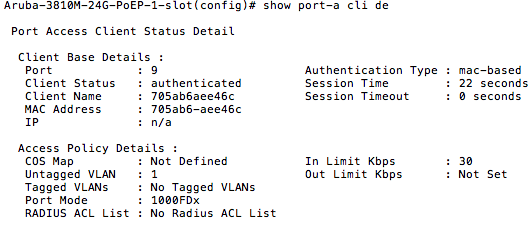 Aruba-3810M-24G-PoEP-1-slot(config)# show port-a cli de
Port Access Client Status Detail
Client Base Details :
Port : 9 Authentication Type : mac-based
Client Status : authenticated Session Time : 22 seconds
Client Name : 705ab6aee46c Session Timeout : 0 seconds
MAC Address : 705ab6-aee46c
IP : n/a
Access Policy Details :
COS Map : Not Defined In Limit Kbps : 30
Untagged VLAN : 1 Out Limit Kbps : Not Set
Tagged VLANs : No Tagged VLANs
Port Mode : 1000FDx
RADIUS ACL List : No Radius ACL List